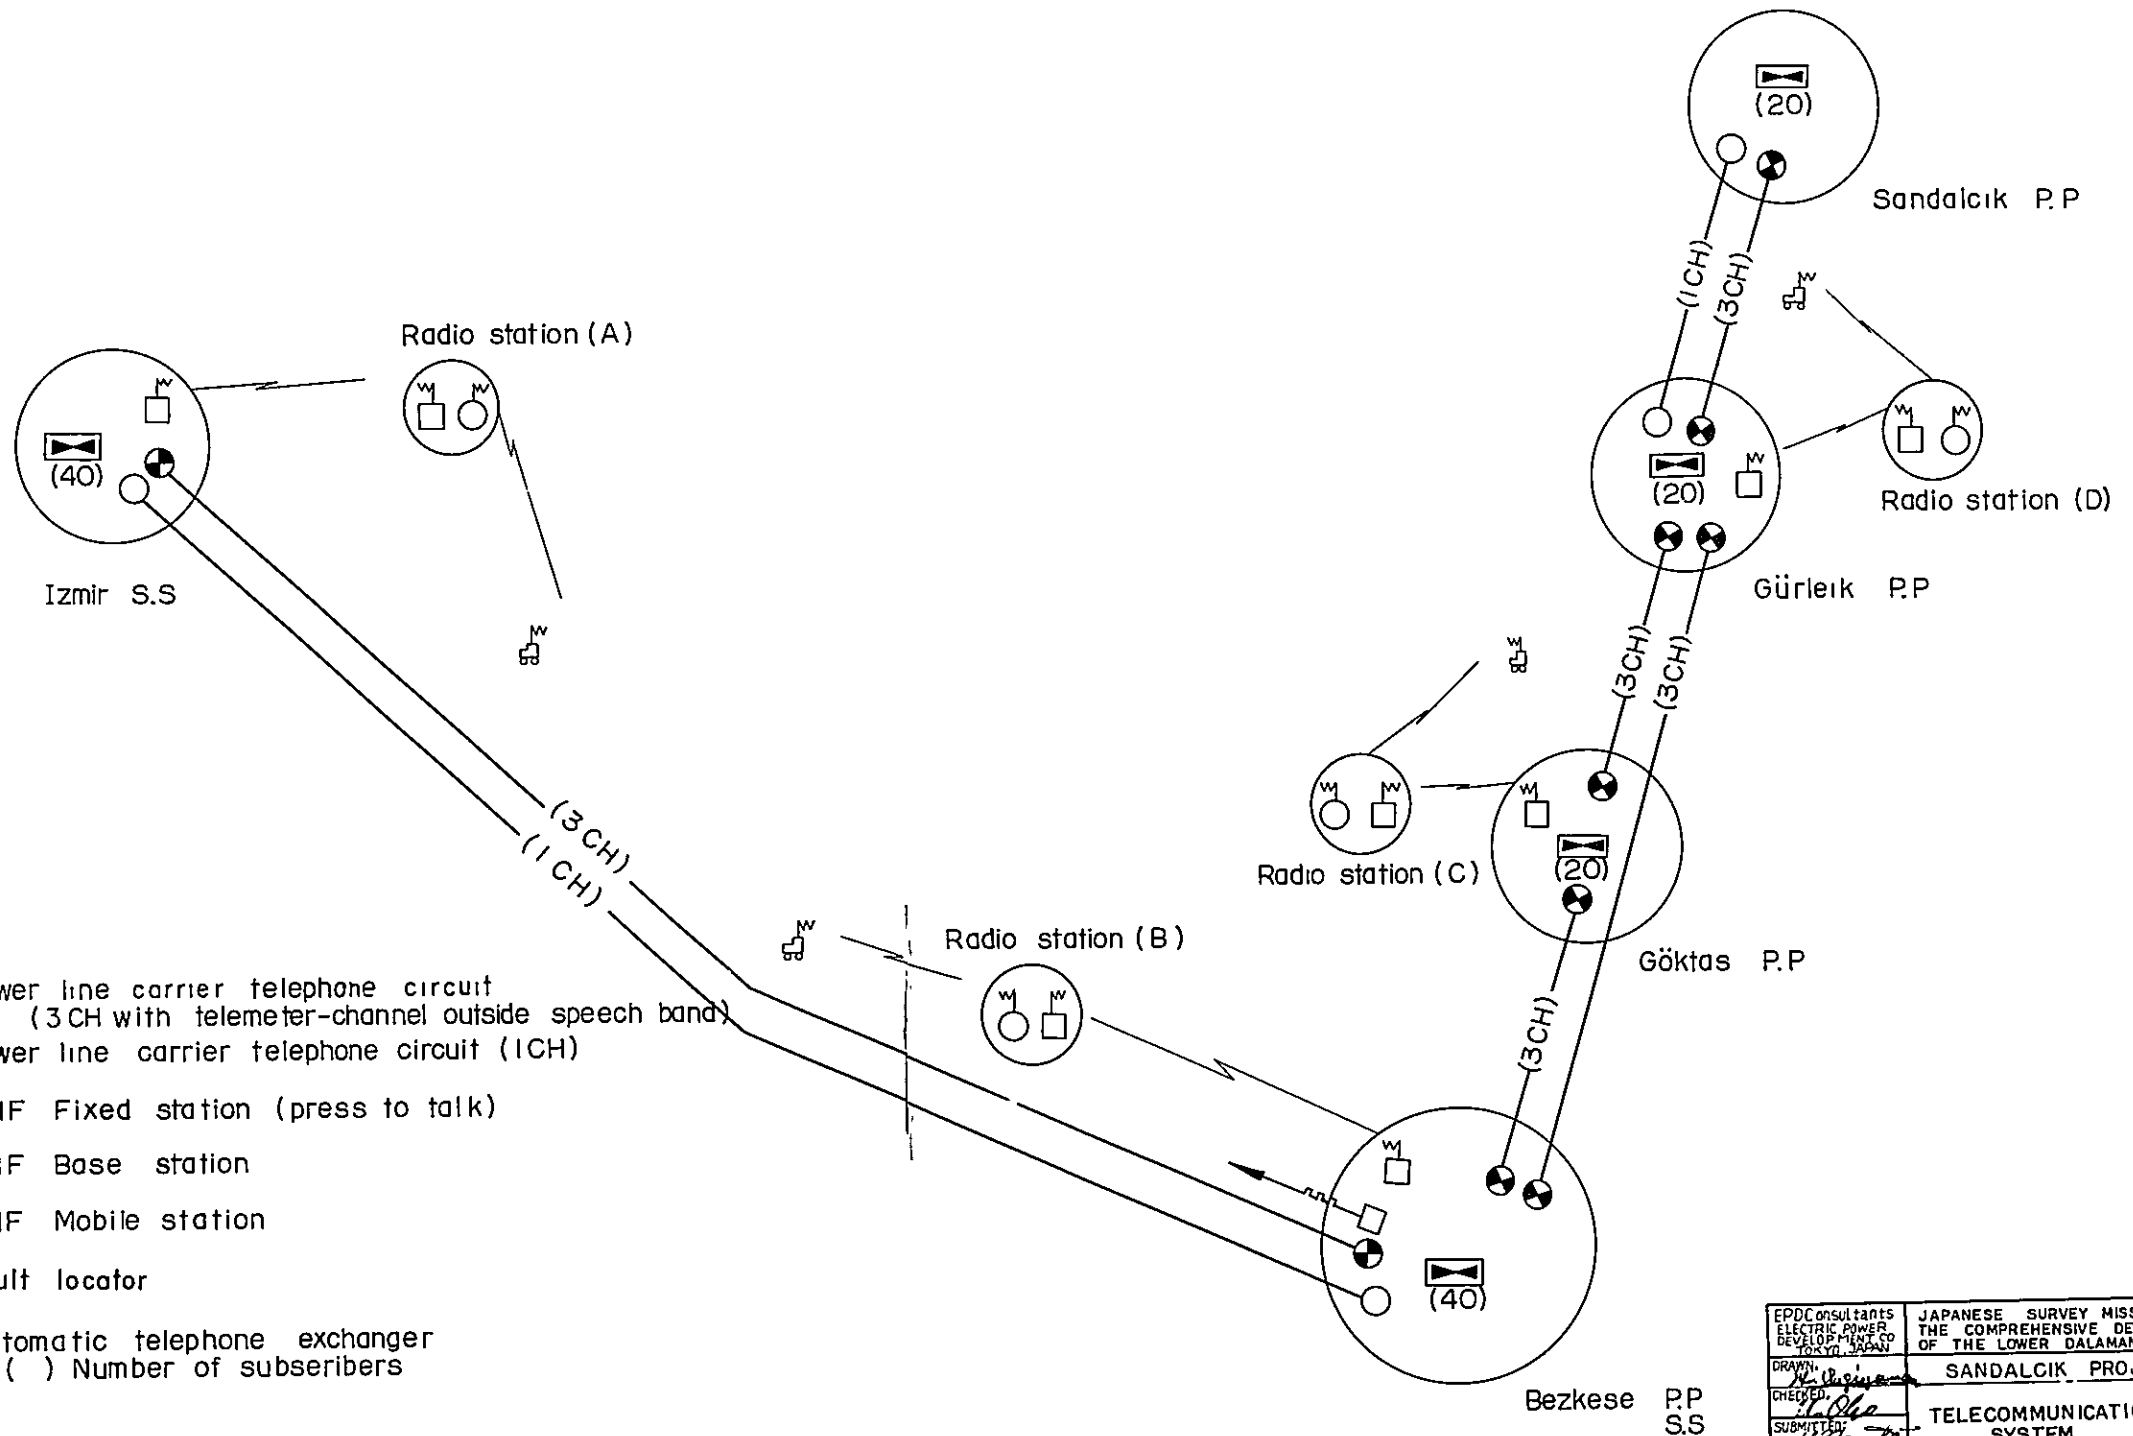 (20)
Sandalcık P.P
(1CH)
(3CH)
Radio station (A)
(40)
Izmir S.S
(20)
Radio station (D)
Gürleık P.P
(3CH)
(3CH)
(20)
Radio station (C)
Göktas P.P
(3CH)
(1CH)
(3CH)
Radio station (B)
wer line carrier telephone circuit
(3CH with telemeter-channel outside speech band)
wer line carrier telephone circuit (1CH)
F Fixed station (press to talk)
F Base station
F Mobile station
ult locator
tomatic telephone exchanger
( ) Number of subseribers
(40)
Bezkese P.P
S.S
EPDConsultants
ELECTRIC POWER
DEVELOPMENT CO
TOKYO, JAPAN
JAPANESE SURVEY MISS
THE COMPREHENSIVE DE
OF THE LOWER DALAMAN
DRAWN.
SANDALCIK PROJ
CHECKED.
SUBMITTED:
TELECOMMUNICATIO
SYSTEM